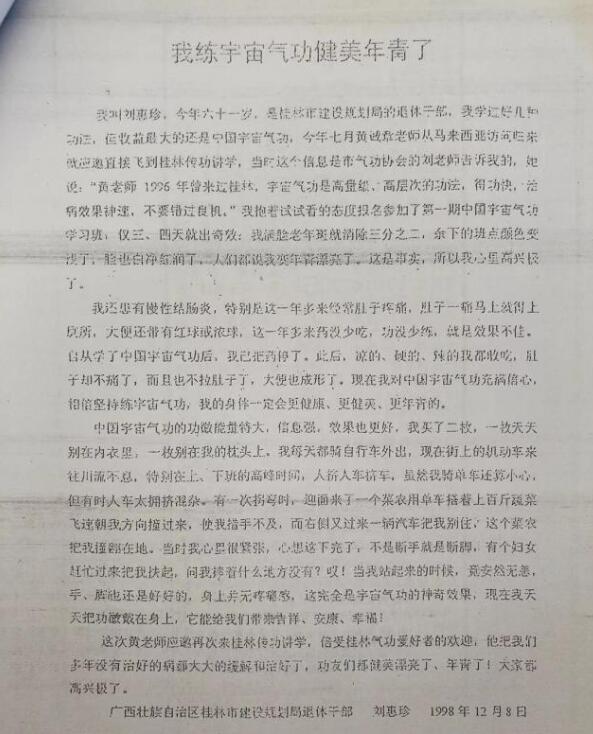 我练宇宙气功健美年青了
我叫刘惠珍，今年六十一岁，是桂林市建设规划局的退休干部，我学过好几种
功法，但收益最大的还是中国宇宙气功，今年七月黄诚章老师从马来西亚访问归来
就应邀直接飞到桂林传功讲学，当时这个信息是市气功协会的刘老师告诉我的，她
说：“黄老师 1996 年曾来过桂林，宇宙气功是高量级、高层次的功法，得功快，治
病效果神速，不要错过良机。”我抱着试试看的态度报名参加了第一期中国宇宙气功
学习班，仅三、四天就出奇效：我满脸老年斑就消除三分之二，余下的斑点颜色变
浅了，脸也白净红润了，人们都说我变年青漂亮了。这是事实，所以我心里高兴极
了。
我还患有慢性结肠炎，特别是这一年多来经常肚子疼痛，肚子一痛马上就得上
厕所，大便还带有红球或浓球，这一年多来药没少吃，功没少练，就是效果不佳。
自从学了中国宇宙气功后，我已把药停了。此后，凉的、硬的、辣的我都敢吃，肚
子却不痛了，而且也不拉肚子了，大便也成形了。现在我对中国宇宙气功充满信心，
相信坚持练宇宙气功，我的身体一定会更健康、更健美、更年青的。
中国宇宙气功的功徽能量特大，信息强，效果也更好，我买了二枚，一枚天天
别在内衣里，一枚别在我的枕头上。我每天都骑自行车外出，现在街上的机动车来
往川流不息，特别在上、下班的高峰时间，人挤人车挤车，虽然我骑单车还算小心，
但有时人车太拥挤混杂。有一次拐弯时，迎面来了一个菜农用单车搭着上百斤蔬菜
飞速朝我方向撞过来，使我措手不及，而右侧又过来一辆汽车把我别住，这个菜农
把我撞翻在地。当时我心里很紧张，心想这下完了，不是断手就是断脚，有个妇女
赶忙过来把我扶起，问我摔着什么地方没有？哎！当我站起来的时候，竟安然无恙，
手、脚也还是好好的，身上并无疼痛感，这完全是宇宙气功的神奇效果，现在我天
天把功徽戴在身上，它能给我们带来吉祥、安康、幸福！
这次黄老师应邀再次来桂林传功讲学，倍受桂林气功爱好者的欢迎，他把我们
多年没有治好的病都大大的缓解和治好了，功友们都健美漂亮了、年青了！大家都
高兴极了。
广西壮族自治区桂林市建设规划局退休干部 刘惠珍 1998 年 12 月 8 日